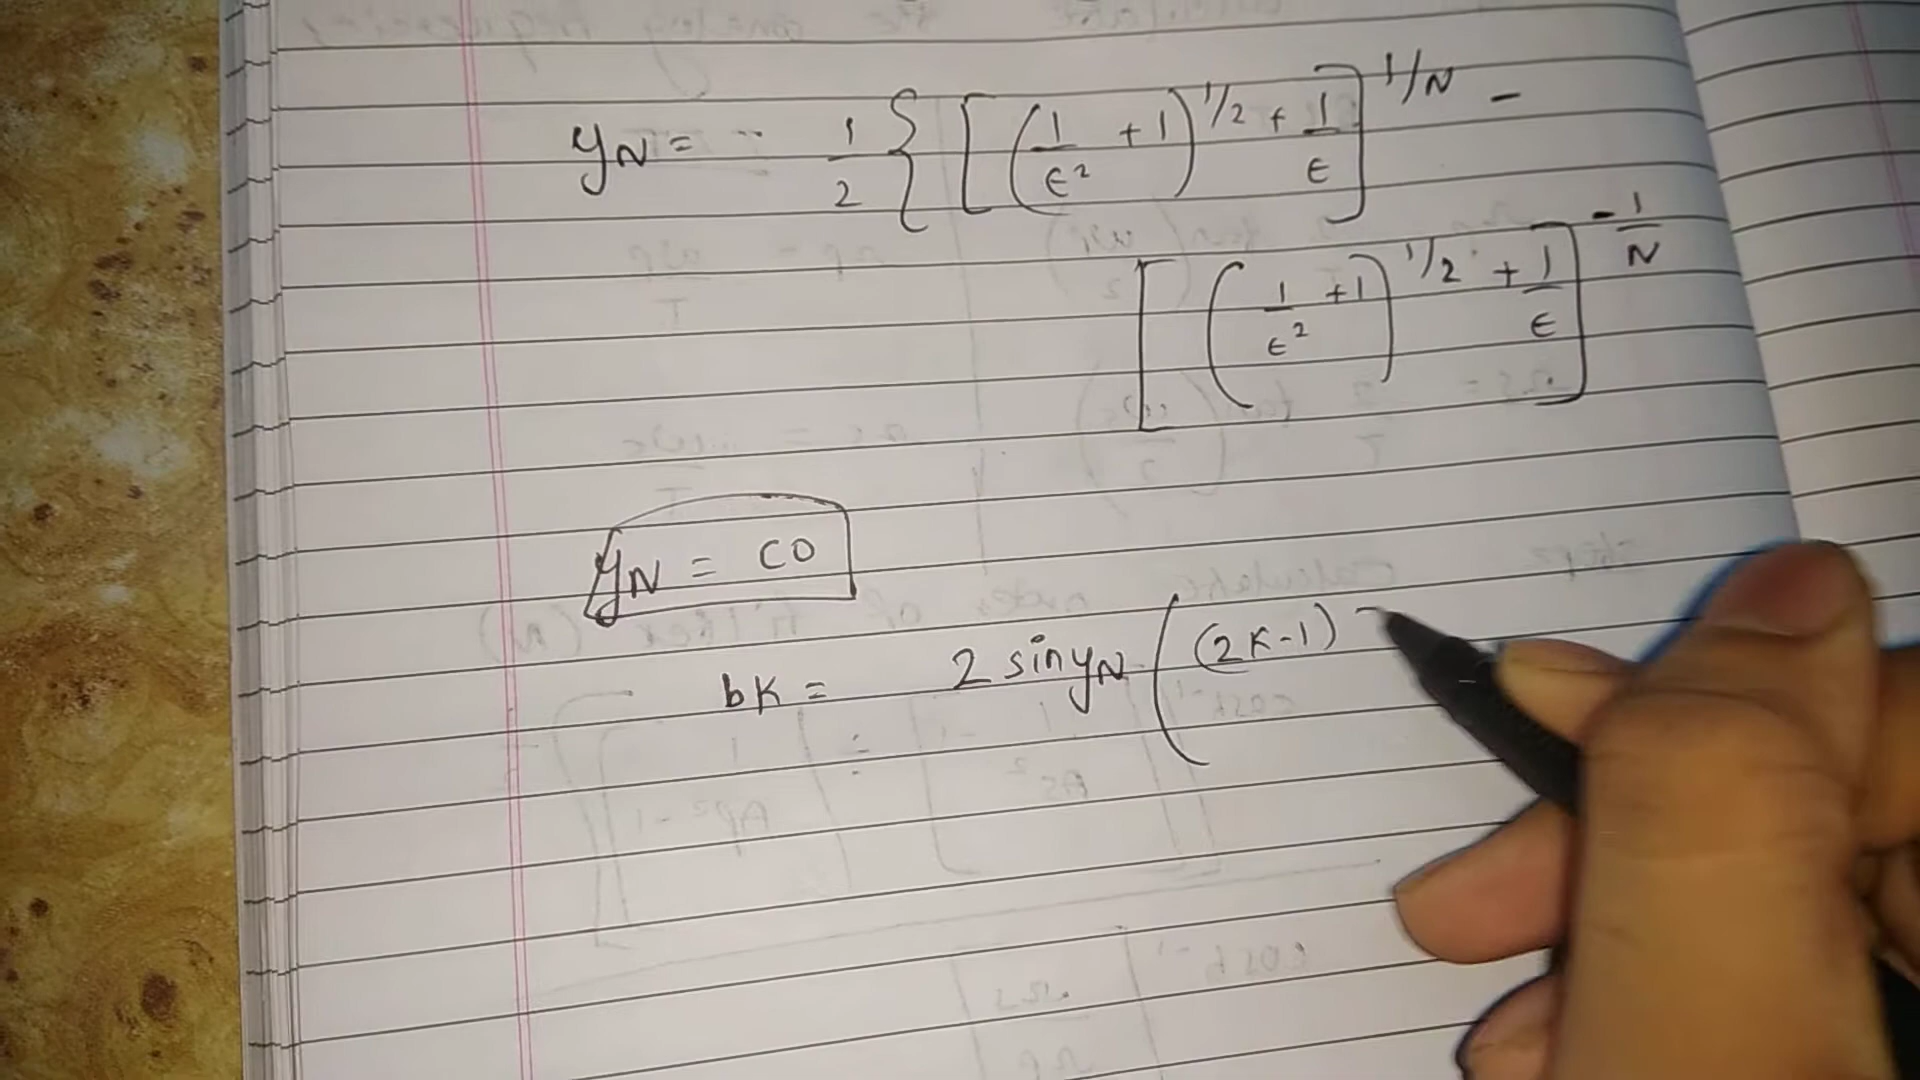 yN = 1/2 { [ (1/ϵ² + 1)^1/2 + 1/ϵ ]^1/N -
[ (1/ϵ² + 1)^1/2 + 1/ϵ ]^-1/N
yN = CO
bK = 2 sinyN ( (2K-1)